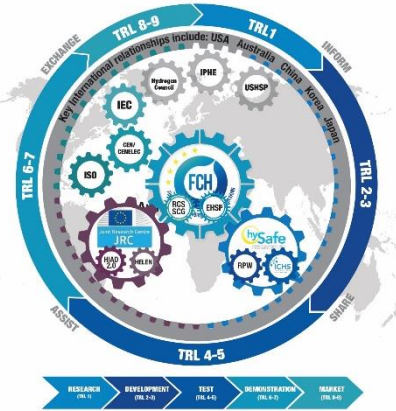 TRL 8-9
TRL1
EXCHANGE
INFORM
Key International relationships include: USA Australia China Korea Japan
Hydrogen
Council
IPHE
USHSP
IEC
CEN/
CENELEC
ISO
TRL 6-7
TRL 2-3
FCH
RCS
SCG
EHSP
Joint Research Centre
JRC
HIAD
2.0
HELEN
hySafe
RPW
ICHS
ASSIST
SHARE
TRL 4-5
RESEARCH
(TRL 1)
DEVELOPMENT
(TRL 2-3)
TEST
(TRL 4-5)
DEMONSTRATION
(TRL 6-7)
MARKET
(TRL 8-9)